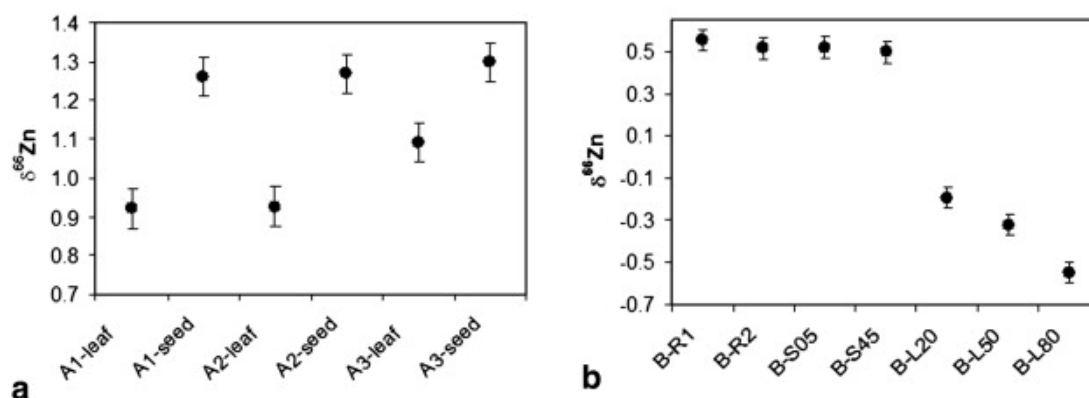 1.4
1.3
1.2
1.1
1.0
0.9
0.8
0.7
δ⁶⁶Zn
A1-leaf
A1-seed
A2-leaf
A2-seed
A3-leaf
A3-seed
a
0.5
0.3
0.1
-0.1
-0.3
-0.5
-0.7
δ⁶⁶Zn
B-R1
B-R2
B-S05
B-S45
B-L20
B-L50
B-L80
b